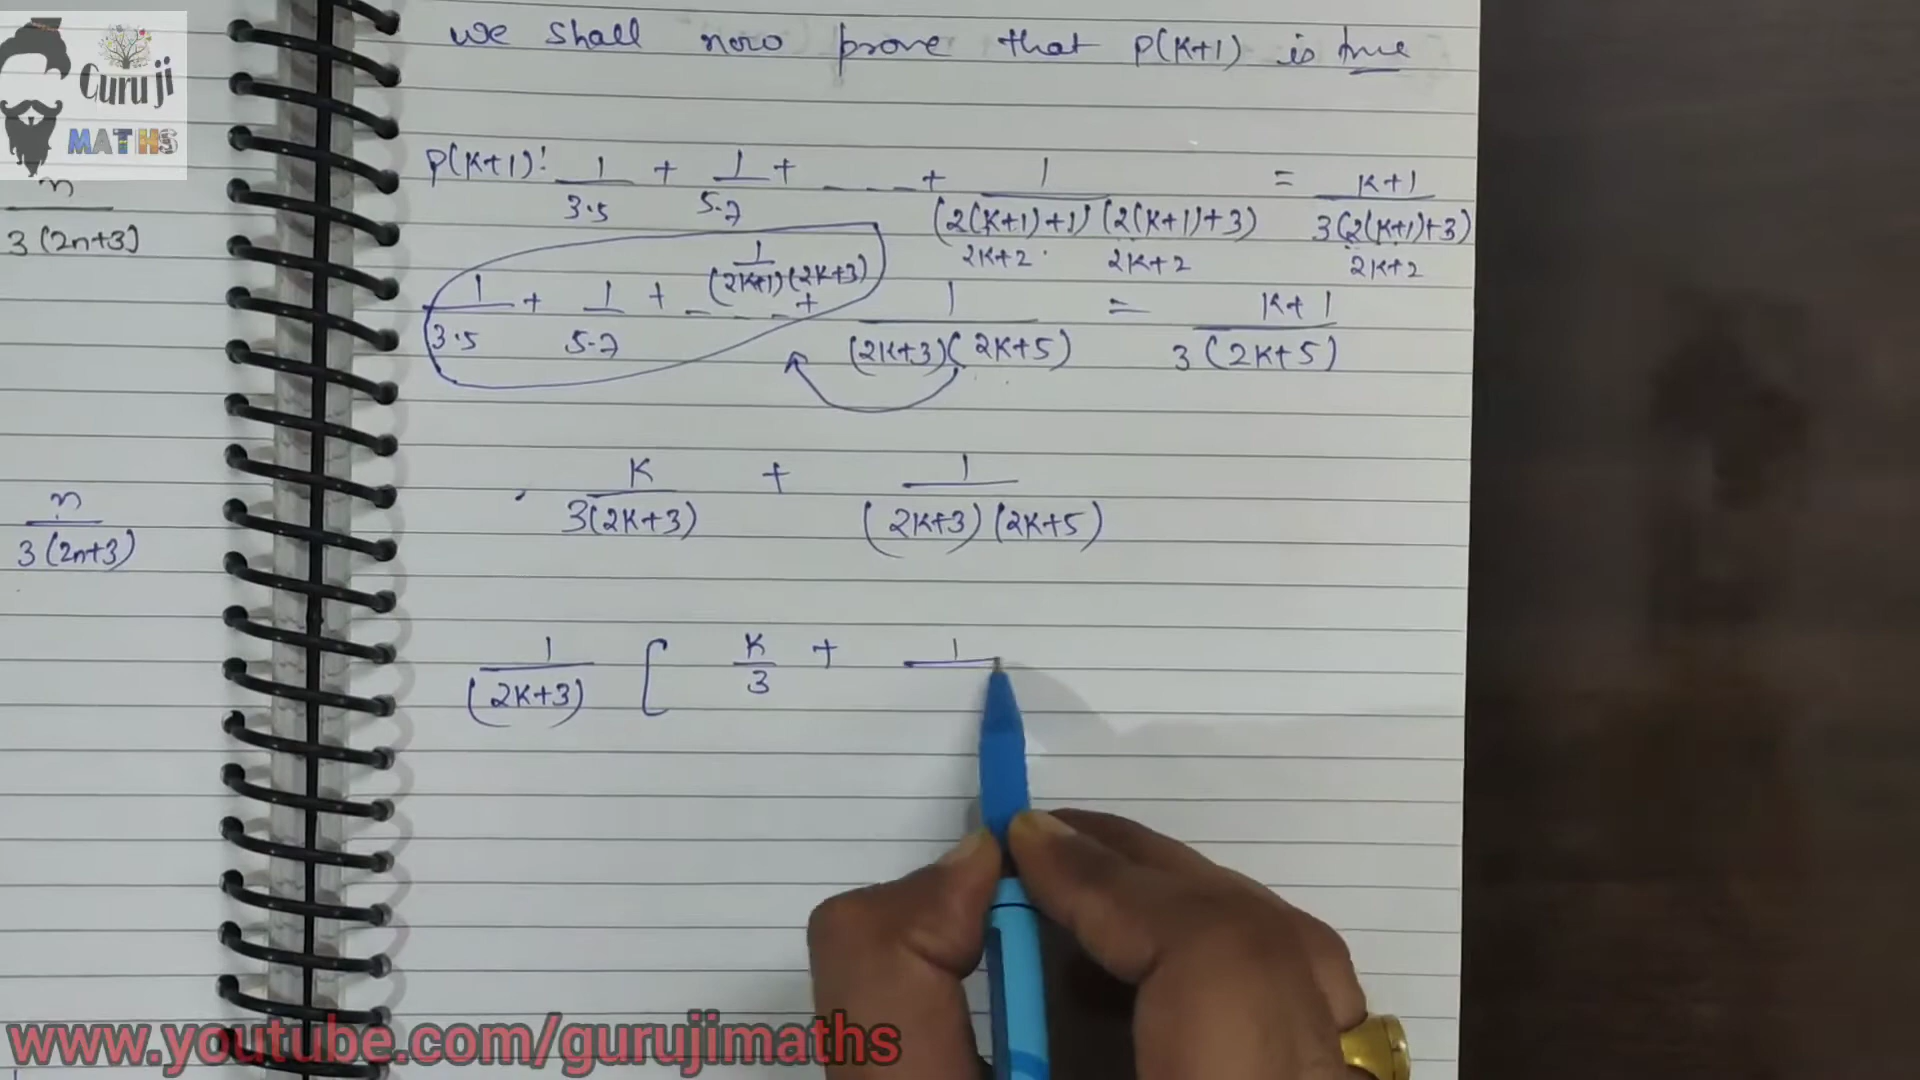 Guruji
MATHS
n
3(2n+3)
n
3(2n+3)
we shall now prove that P(K+1) is true
P(K+1): 1/3·5 + 1/5·7 + _ _ _ + 1/(2(K+1)+1)(2(K+1)+3) = K+1/3(2(K+1)+3)
2K+2 2K+2 2K+2
1/3·5 + 1/5·7 + _ _ _ 1/(2K+1)(2K+3) + 1/(2K+3)(2K+5) = K+1/3(2K+5)
K/3(2K+3) + 1/(2K+3)(2K+5)
1/(2K+3) [ K/3 + 1
www.youtube.com/gurujimaths